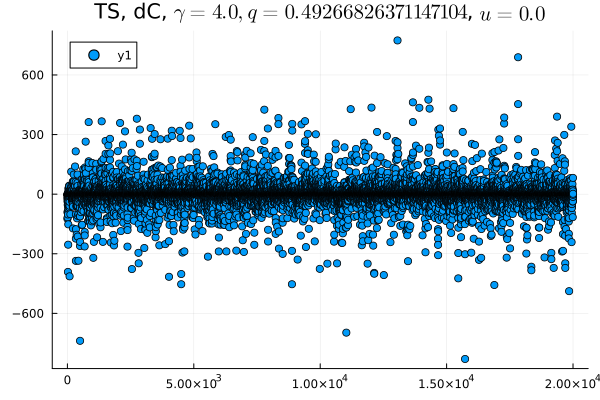 TS, dC, γ = 4.0, q = 0.49266826371147104, u = 0.0
y1
600
300
0
−300
−600
0 5.00×10³ 1.00×10⁴ 1.50×10⁴ 2.00×10⁴